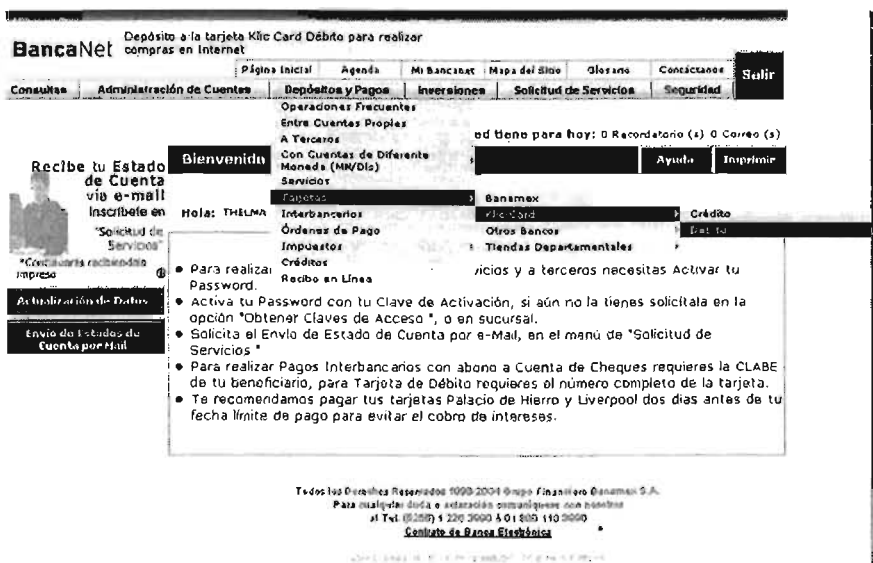 BancaNet
Depósito a la tarjeta Klic Card Débito para realizar
compras en Internet
Página Inicial Agenda Mi Bancanet Mapa del Sitio Glosario Contáctanos Salir
Consultas Administración de Cuentas Depósitos y Pagos Inversiones Solicitud de Servicios Seguridad
Operaciones Frecuentes
Entre Cuentas Propias
A Terceros
Con Cuentas de Diferente
Moneda (MN/Dls)
Servicios
Tarjetas
Interbancarios
Órdenes de Pago
Impuestos
Créditos
Recibo en Línea
Banamex
Klic Card
Otros Bancos
Tiendas Departamentales
Crédito
Débito
ed tiene para hoy: 0 Recordatorio (s) 0 Correo (s)
Bienvenido Ayuda Imprimir
Recibe tu Estado
de Cuenta
vía e-mail
Inscríbete en
"Solicitud de
Servicios"
impreso
Actualización de Datos
Envío de Estados de
Cuenta por Mail
Hola: THELMA
• Para realizar vicios y a terceros necesitas Activar tu
Password.
• Activa tu Password con tu Clave de Activación, si aún no la tienes solicítala en la
opción "Obtener Claves de Acceso ", o en sucursal.
• Solicita el Envío de Estado de Cuenta por e-Mail, en el menú de "Solicitud de
Servicios "
• Para realizar Pagos Interbancarios con abono a Cuenta de Cheques requieres la CLABE
de tu beneficiario, para Tarjeta de Débito requieres el número completo de la tarjeta.
• Te recomendamos pagar tus tarjetas Palacio de Hierro y Liverpool dos días antes de tu
fecha límite de pago para evitar el cobro de intereses.
Todos los Derechos Reservados 1998-2004 Grupo Financiero Banamex S.A.
Para cualquier duda o aclaración comuníquese con nosotros
al Tel.
Contrato de Banca Electrónica